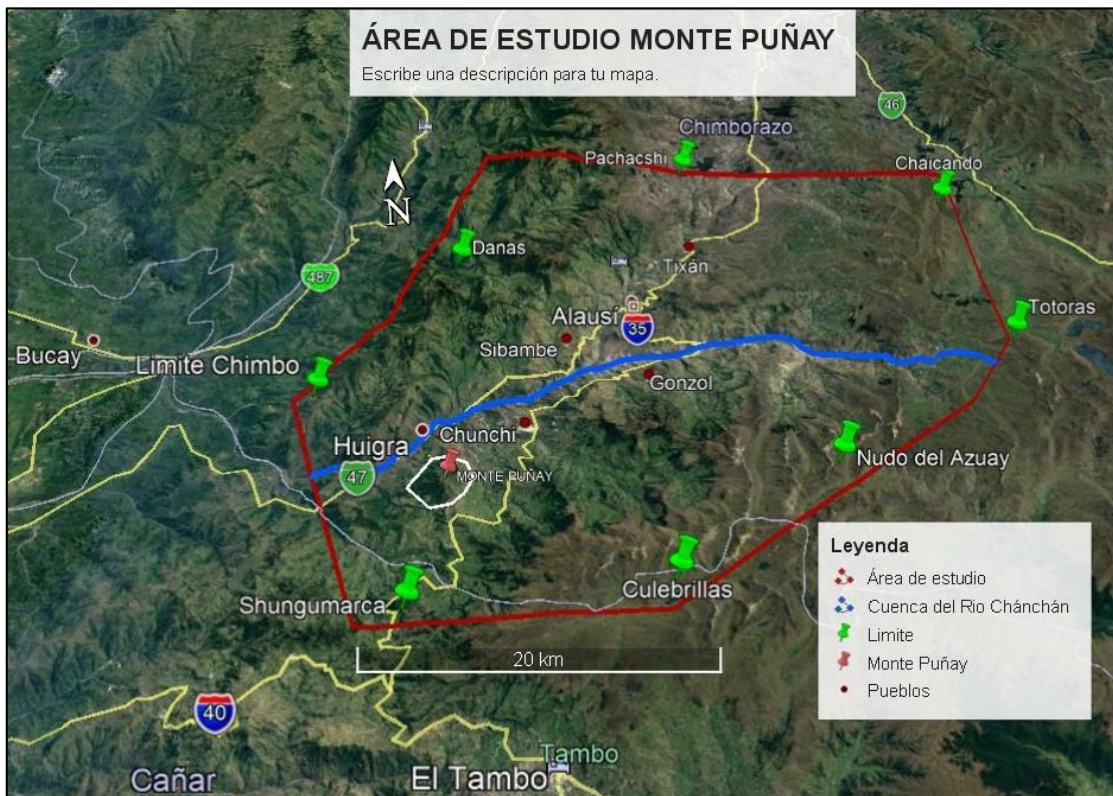 ÁREA DE ESTUDIO MONTE PUÑAY
Escribe una descripción para tu mapa.
46
Chimborazo
Pachacshi
Chaicando
N
Danas
Tixán
487
Totoras
Alausí
35
Bucay
Limite Chimbo
Sibambe
Gonzol
Chunchi
Huigra
Nudo del Azuay
47
MONTE PUÑAY
Leyenda
Área de estudio
Cuenca del Rio Chánchán
Limite
Monte Puñay
Pueblos
Culebrillas
Shungumarca
20 km
40
Tambo
Cañar
El Tambo